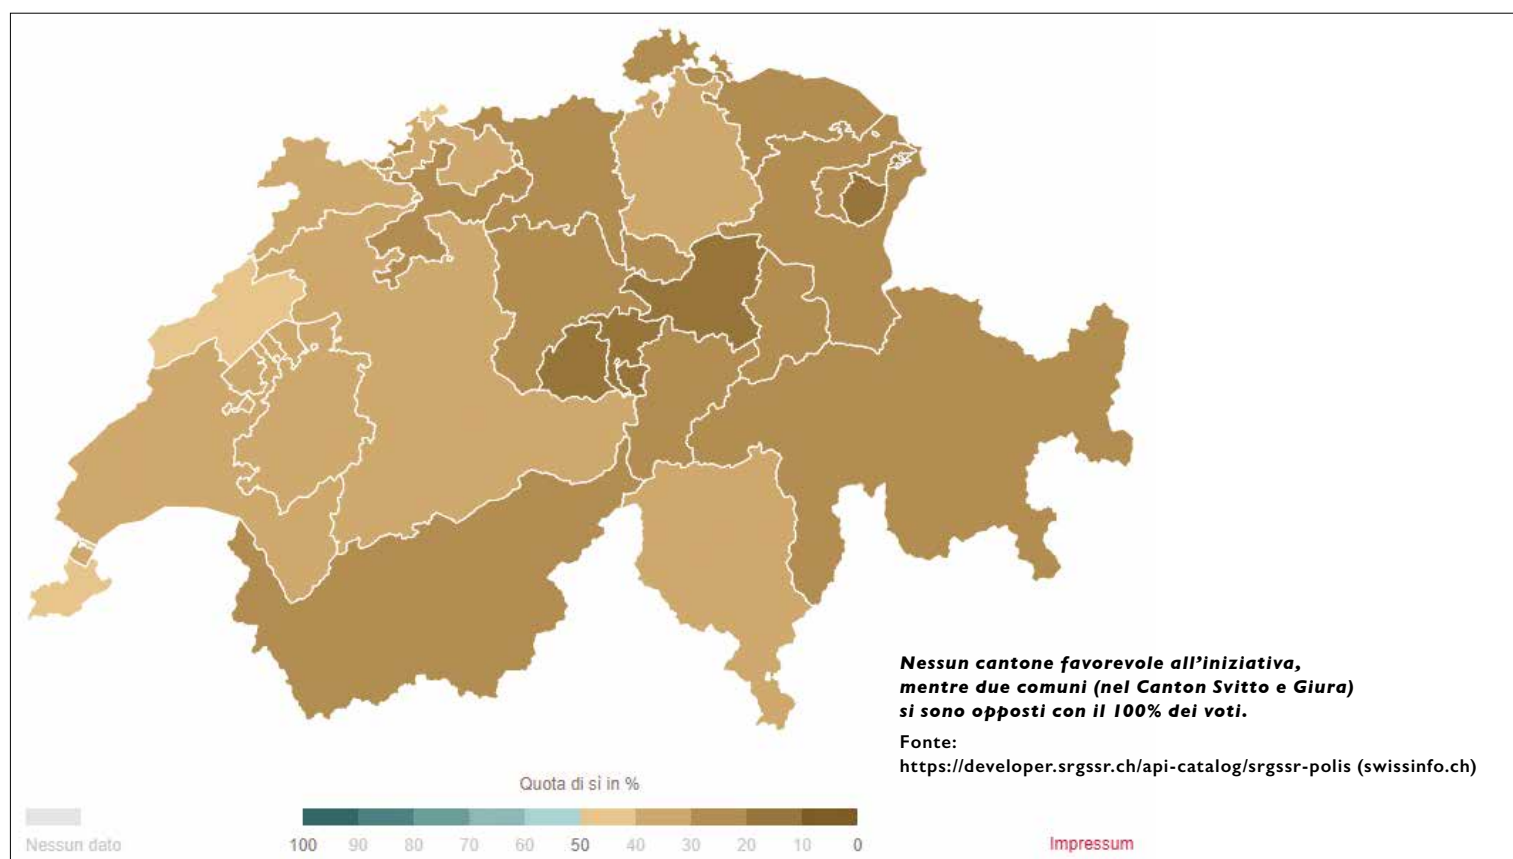 Nessun cantone favorevole all'iniziativa,
mentre due comuni (nel Canton Svitto e Giura)
si sono opposti con il 100% dei voti.
Fonte:
https://developer.srgssr.ch/api-catalog/srgssr-polis (swissinfo.ch)
Quota di sì in %
Nessun dato
100 90 80 70 60 50 40 30 20 10 0
Impressum